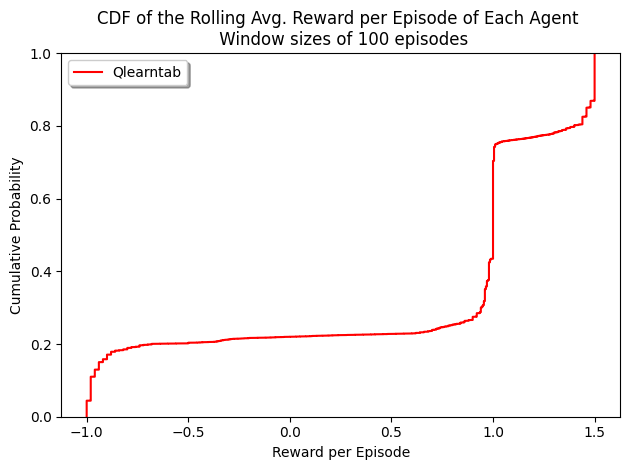 CDF of the Rolling Avg. Reward per Episode of Each Agent
Window sizes of 100 episodes
Qlearntab
1.0
0.8
0.6
0.4
0.2
0.0
Cumulative Probability
−1.0 −0.5 0.0 0.5 1.0 1.5
Reward per Episode